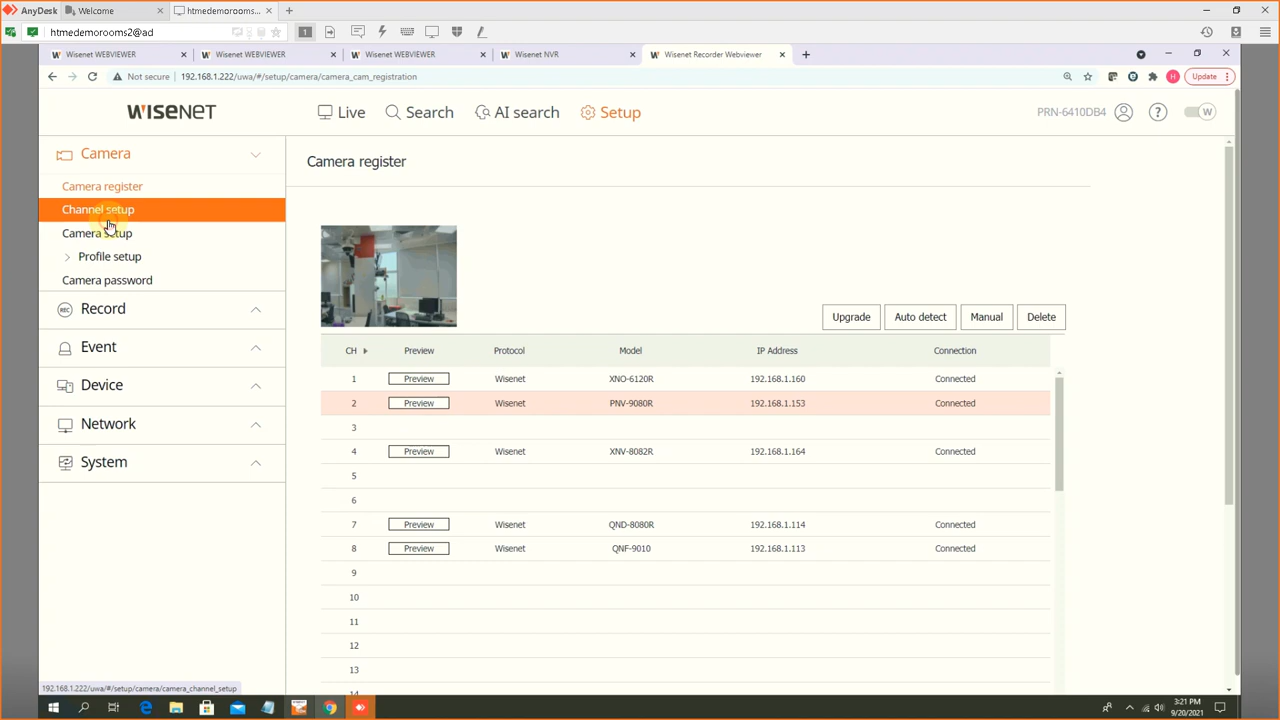 AnyDesk
Welcome
htmedemorooms...
htmedemorooms2@ad
1
Wisenet WEBVIEWER
Wisenet WEBVIEWER
Wisenet WEBVIEWER
Wisenet NVR
Wisenet Recorder Webviewer
Not secure
192.168.1.222/uwa/#/setup/camera/camera_cam_registration
H
Update
WISENET
Live
Search
AI search
Setup
PRN-6410DB4
?
W
Camera
Camera register
Channel setup
Camera setup
Profile setup
Camera password
REC
Record
Event
Device
Network
System
Camera register
Upgrade
Auto detect
Manual
Delete
CH Preview Protocol Model IP Address Connection
1 Preview Wisenet XNO-6120R 192.168.1.160 Connected
2 Preview Wisenet PNV-9080R 192.168.1.153 Connected
3
4 Preview Wisenet XNV-8082R 192.168.1.164 Connected
5
6
7 Preview Wisenet QND-8080R 192.168.1.114 Connected
8 Preview Wisenet QNF-9010 192.168.1.113 Connected
9
10
11
12
13
14
192.168.1.222/uwa/#/setup/camera/camera_channel_setup
3:21 PM
9/20/2021